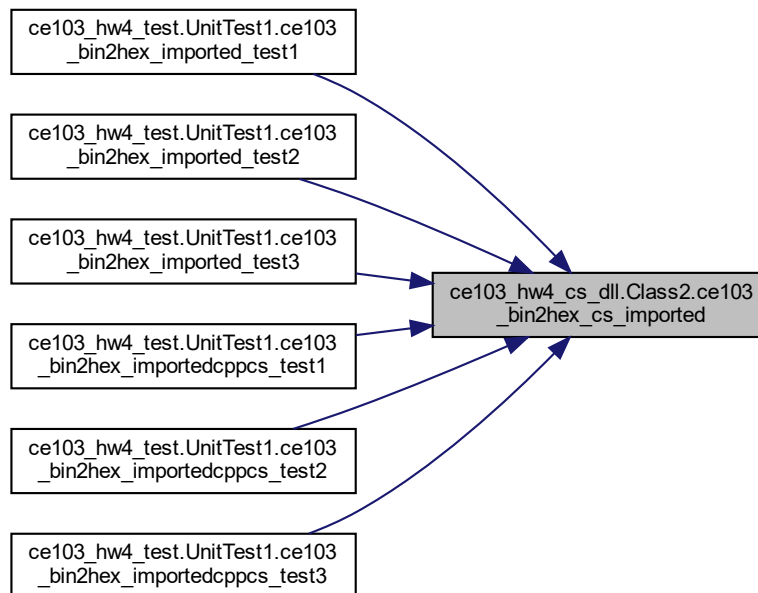 ce103_hw4_test.UnitTest1.ce103
_bin2hex_imported_test1
ce103_hw4_test.UnitTest1.ce103
_bin2hex_imported_test2
ce103_hw4_test.UnitTest1.ce103
_bin2hex_imported_test3
ce103_hw4_cs_dll.Class2.ce103
_bin2hex_cs_imported
ce103_hw4_test.UnitTest1.ce103
_bin2hex_importedcppcs_test1
ce103_hw4_test.UnitTest1.ce103
_bin2hex_importedcppcs_test2
ce103_hw4_test.UnitTest1.ce103
_bin2hex_importedcppcs_test3